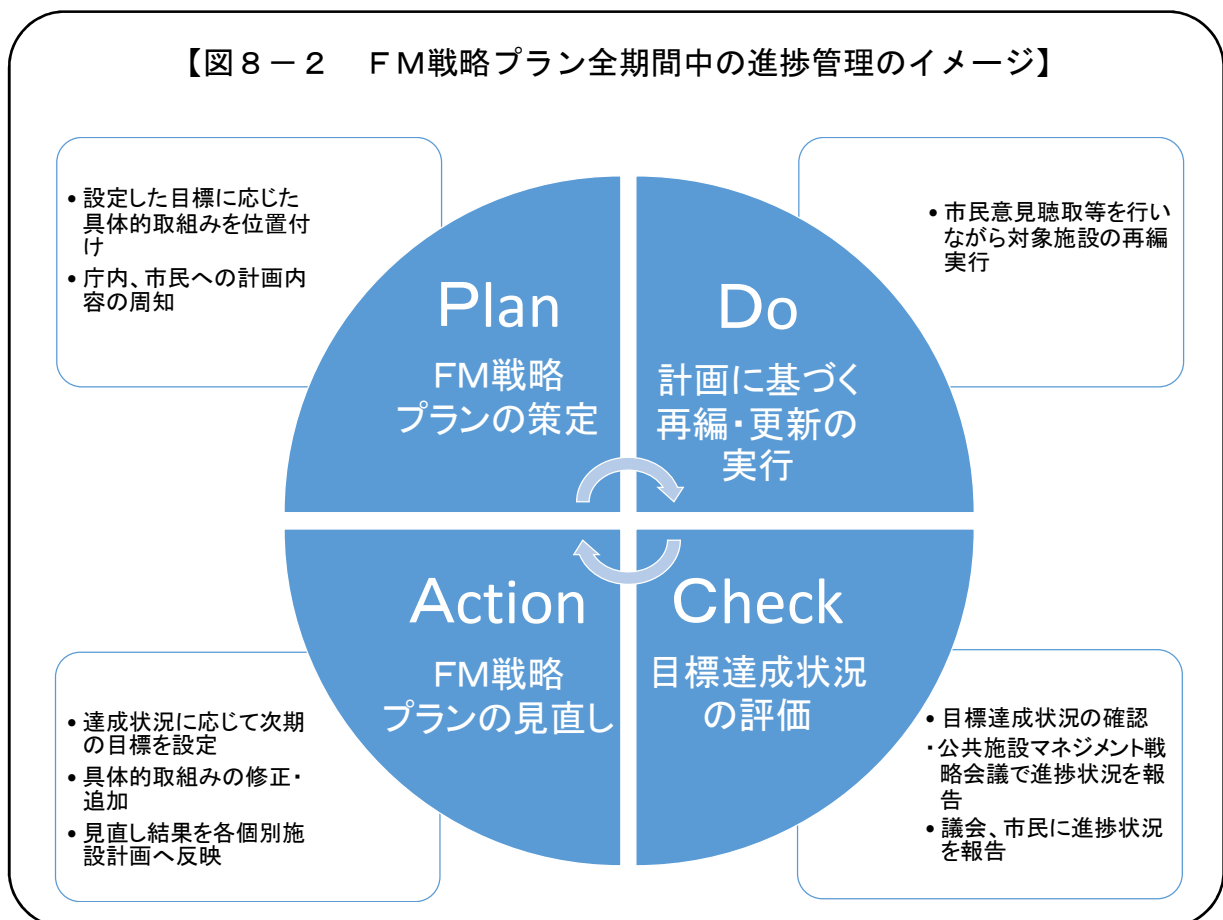 【図８－２　ＦＭ戦略プラン全期間中の進捗管理のイメージ】
• 設定した目標に応じた
具体的取組みを位置付
け
• 庁内、市民への計画内
容の周知
Plan
ＦＭ戦略
プランの策定
Do
計画に基づく
再編・更新の
実行
• 市民意見聴取等を行い
ながら対象施設の再編
実行
Action
ＦＭ戦略
プランの見直し
Check
目標達成状況
の評価
• 達成状況に応じて次期
の目標を設定
• 具体的取組みの修正・
追加
• 見直し結果を各個別施
設計画へ反映
• 目標達成状況の確認
・公共施設マネジメント戦
略会議で進捗状況を報
告
• 議会、市民に進捗状況
を報告